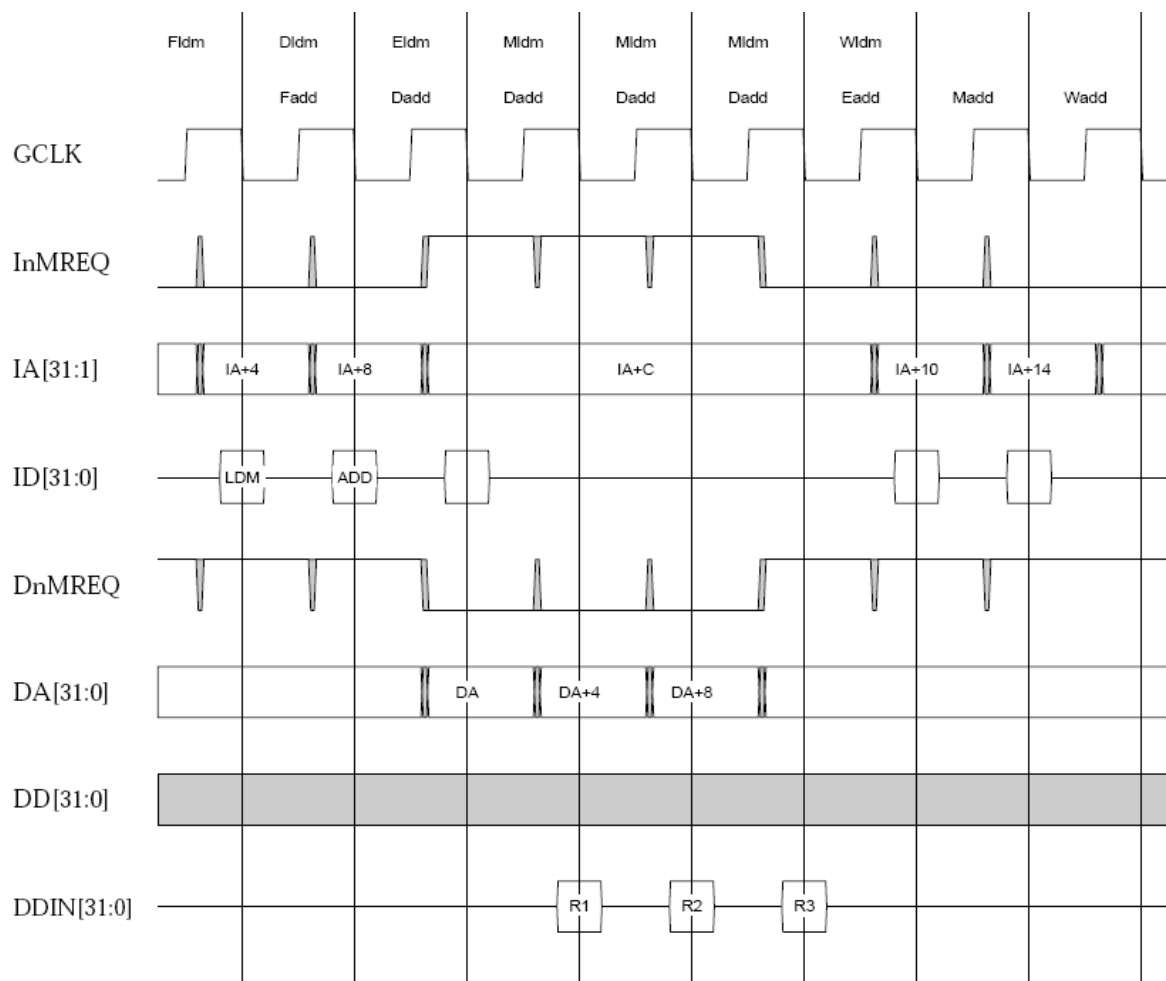 Fldm Dldm Eldm Mldm Mldm Mldm Wldm
Fadd Dadd Dadd Dadd Dadd Eadd Madd Wadd
GCLK
InMREQ
IA[31:1] IA+4 IA+8 IA+C IA+10 IA+14
ID[31:0] LDM ADD
DnMREQ
DA[31:0] DA DA+4 DA+8
DD[31:0]
DDIN[31:0] R1 R2 R3